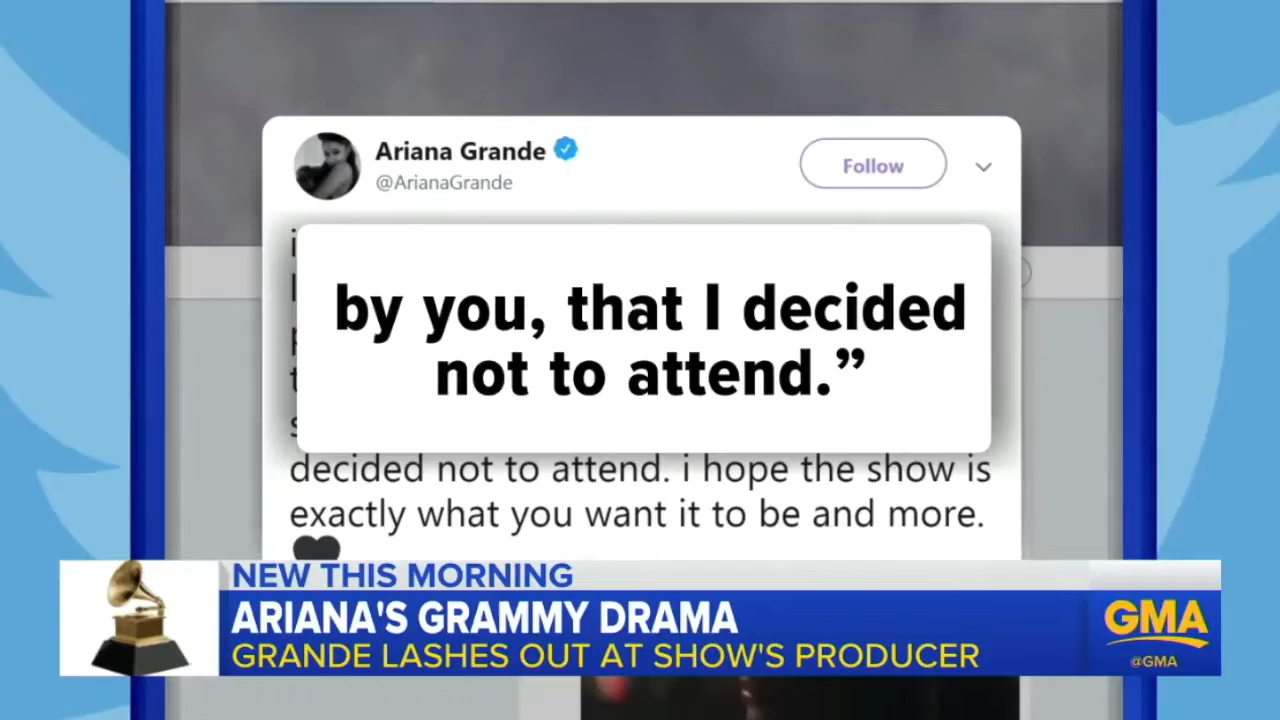 Ariana Grande
@ArianaGrande
Follow
by you, that I decided
not to attend.”
decided not to attend. i hope the show is
exactly what you want it to be and more.
NEW THIS MORNING
ARIANA'S GRAMMY DRAMA
GRANDE LASHES OUT AT SHOW'S PRODUCER
GMA
@GMA